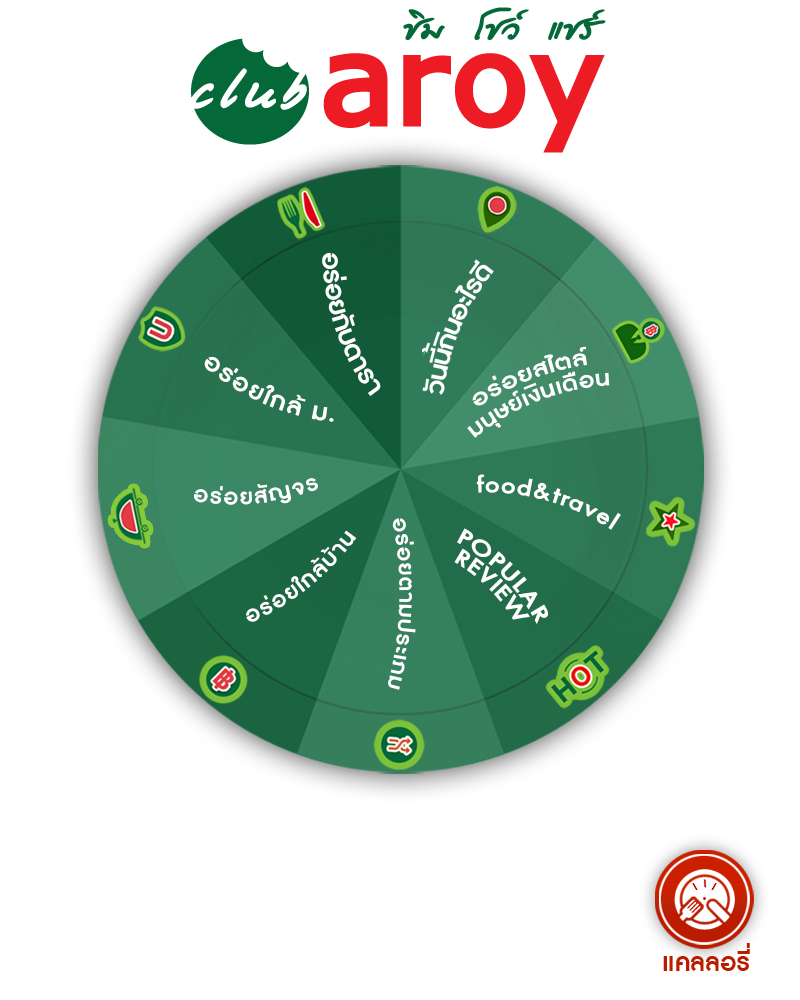 ชิม โชว์ แชร์
club aroy
วันนี้กินอะไรดี
อร่อยสไตล์
มนุษย์เงินเดือน
food&travel
POPULAR
REVIEW
HOT
อร่อยตามประเภท
อร่อยใกล้บ้าน
฿
อร่อยสัญจร
อร่อยใกล้ ม.
U
อร่อยกับดารา
แคลลอรี่